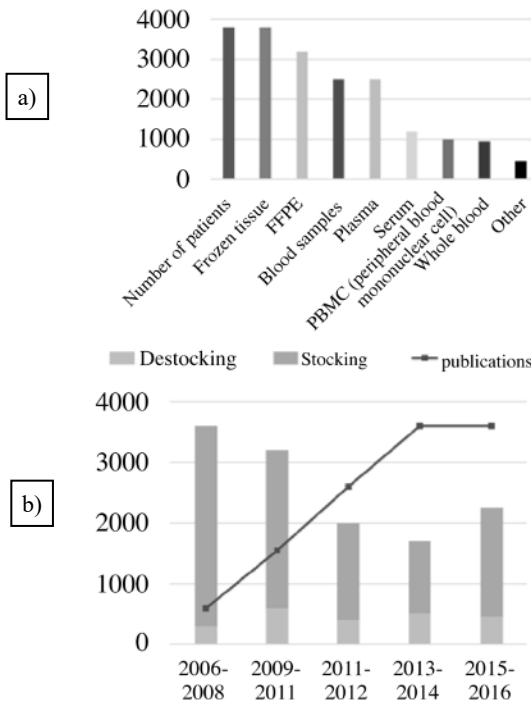 a)
4000
3000
2000
1000
0
Number of patients
Frozen tissue
FFPE
Blood samples
Plasma
Serum
PBMC (peripheral blood
mononuclear cell)
Whole blood
Other
Destocking Stocking publications
b)
4000
3000
2000
1000
0
2006- 2009- 2011- 2013- 2015-
2008 2011 2012 2014 2016